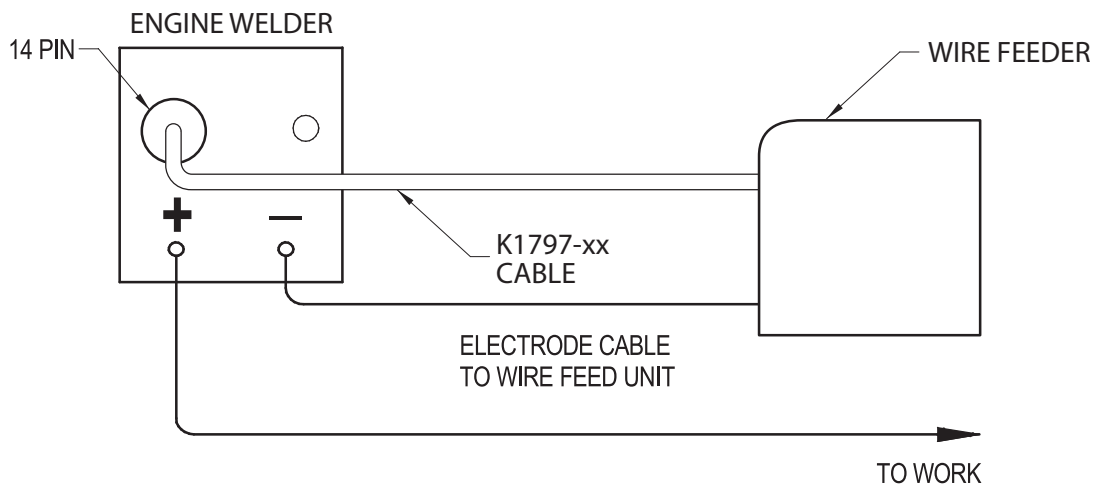 ENGINE WELDER
14 PIN
WIRE FEEDER
+
−
K1797-xx
CABLE
ELECTRODE CABLE
TO WIRE FEED UNIT
TO WORK